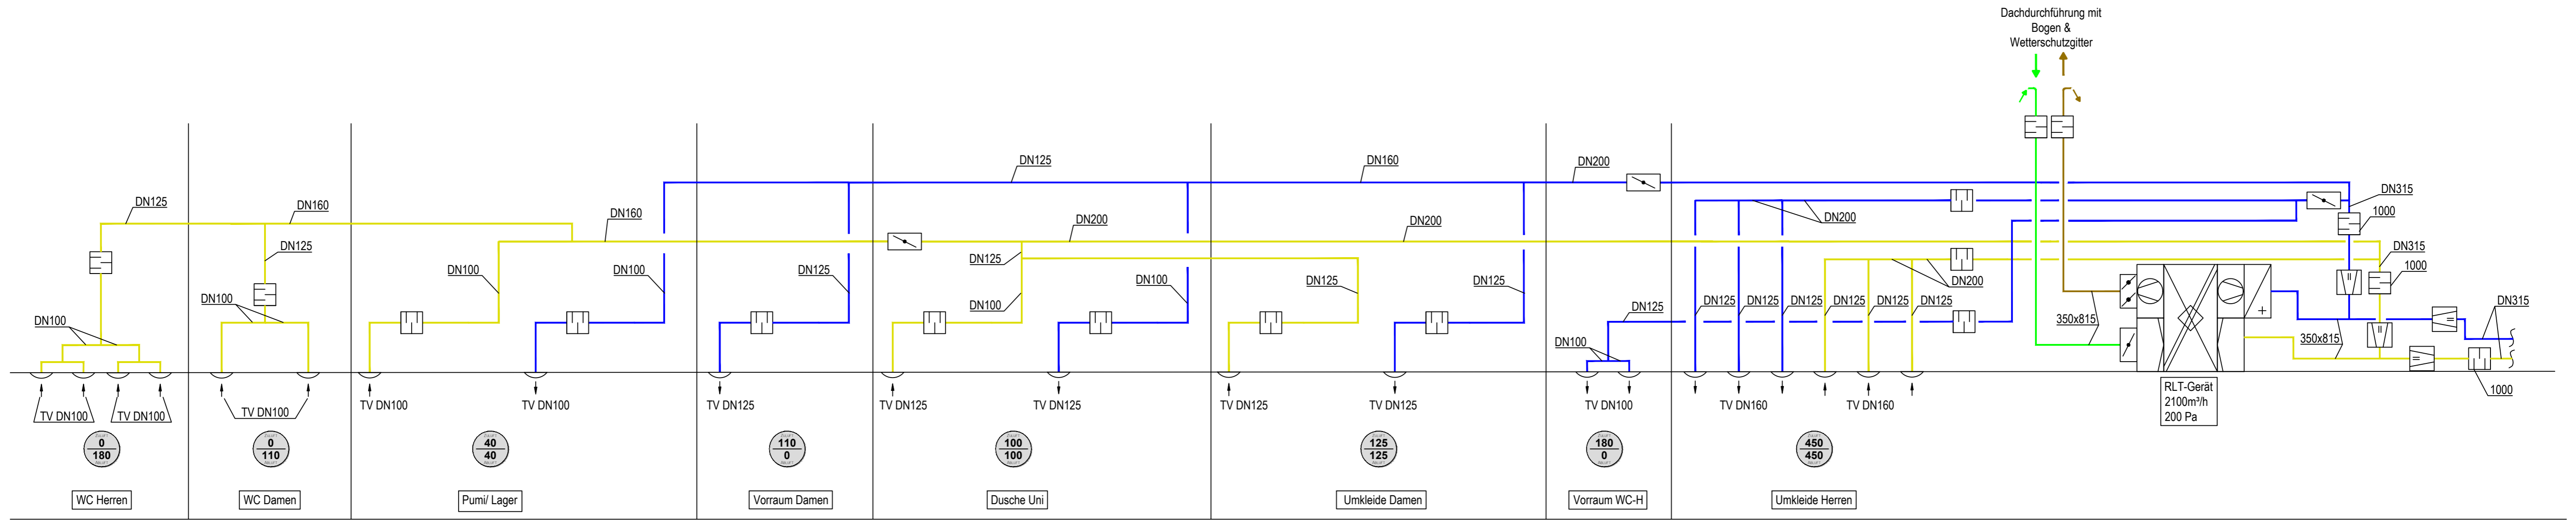 Dachdurchführung mit
Bogen &
Wetterschutzgitter
DN125
DN160
DN200
DN125
DN160
DN160
DN200
DN200
DN200
DN315
1000
DN125
DN125
DN315
1000
DN100
DN100
DN125
DN100
DN125
DN125
DN200
DN100
DN100
DN125
DN125
DN125
DN125
DN125
DN125
DN125
DN125
DN315
DN100
DN100
350x815
350x815
1000
TV DN100
TV DN100
TV DN100
TV DN100
TV DN100
TV DN125
TV DN125
TV DN125
TV DN125
TV DN125
TV DN100
TV DN160
TV DN160
RLT-Gerät
2100m³/h
200 Pa
0
180
0
110
40
40
110
0
100
100
125
125
180
0
450
450
WC Herren
WC Damen
Pumi/ Lager
Vorraum Damen
Dusche Uni
Umkleide Damen
Vorraum WC-H
Umkleide Herren